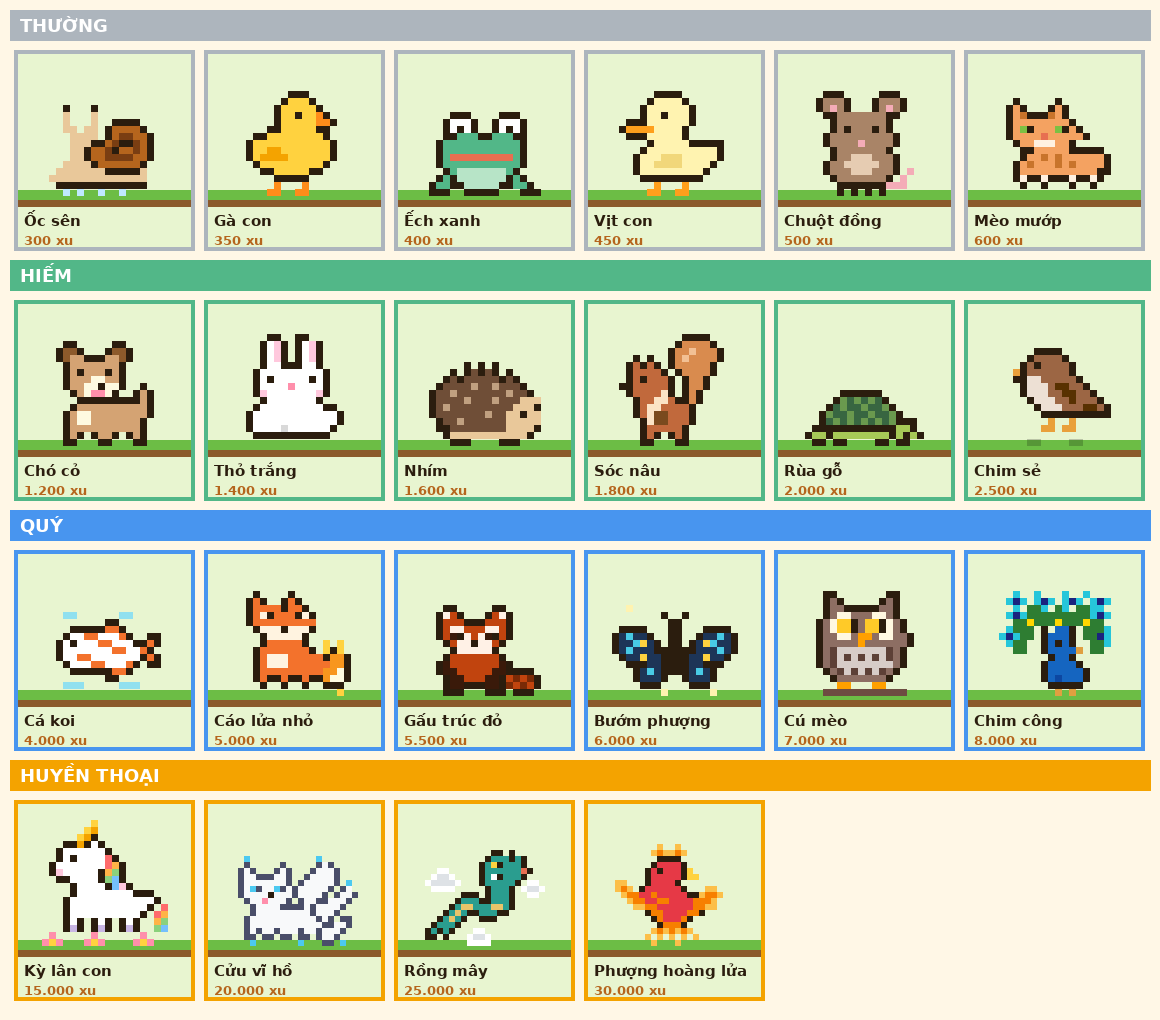 THƯỜNG
Ốc sên
300 xu
Gà con
350 xu
Ếch xanh
400 xu
Vịt con
450 xu
Chuột đồng
500 xu
Mèo mướp
600 xu
HIẾM
Chó cỏ
1.200 xu
Thỏ trắng
1.400 xu
Nhím
1.600 xu
Sóc nâu
1.800 xu
Rùa gỗ
2.000 xu
Chim sẻ
2.500 xu
QUÝ
Cá koi
4.000 xu
Cáo lửa nhỏ
5.000 xu
Gấu trúc đỏ
5.500 xu
Bướm phượng
6.000 xu
Cú mèo
7.000 xu
Chim công
8.000 xu
HUYỀN THOẠI
Kỳ lân con
15.000 xu
Cửu vĩ hồ
20.000 xu
Rồng mây
25.000 xu
Phượng hoàng lửa
30.000 xu